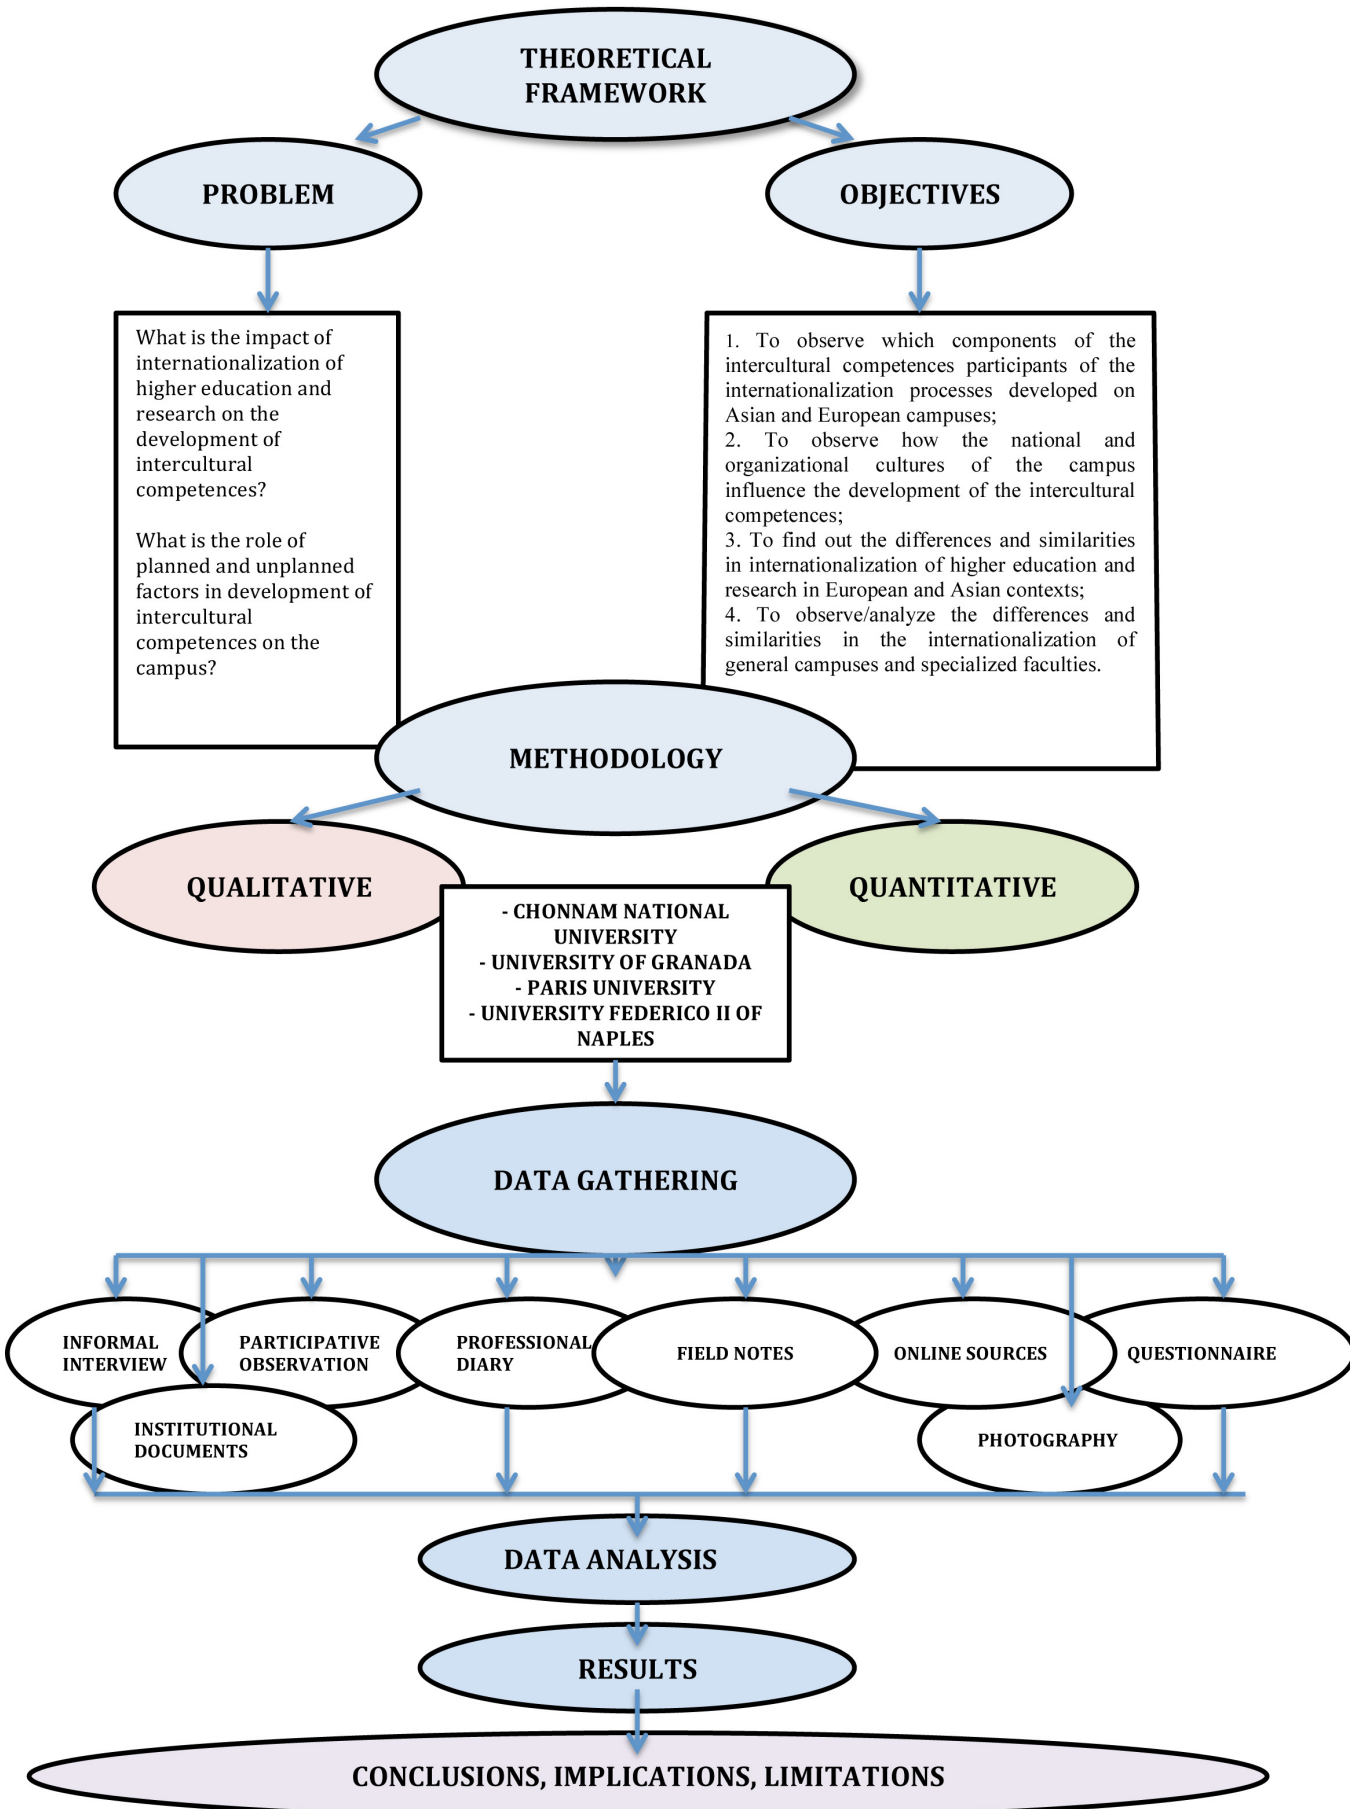 THEORETICAL
FRAMEWORK
PROBLEM
OBJECTIVES
What is the impact of
internationalization of
higher education and
research on the
development of
intercultural
competences?
What is the role of
planned and unplanned
factors in development of
intercultural
competences on the
campus?
1. To observe which components of the
intercultural competences participants of the
internationalization processes developed on
Asian and European campuses;
2. To observe how the national and
organizational cultures of the campus
influence the development of the intercultural
competences;
3. To find out the differences and similarities
in internationalization of higher education and
research in European and Asian contexts;
4. To observe/analyze the differences and
similarities in the internationalization of
general campuses and specialized faculties.
METHODOLOGY
QUALITATIVE
QUANTITATIVE
- CHONNAM NATIONAL
UNIVERSITY
- UNIVERSITY OF GRANADA
- PARIS UNIVERSITY
- UNIVERSITY FEDERICO II OF
NAPLES
DATA GATHERING
INFORMAL
INTERVIEW
PARTICIPATIVE
OBSERVATION
PROFESSIONAL
DIARY
FIELD NOTES
ONLINE SOURCES
QUESTIONNAIRE
INSTITUTIONAL
DOCUMENTS
PHOTOGRAPHY
DATA ANALYSIS
RESULTS
CONCLUSIONS, IMPLICATIONS, LIMITATIONS